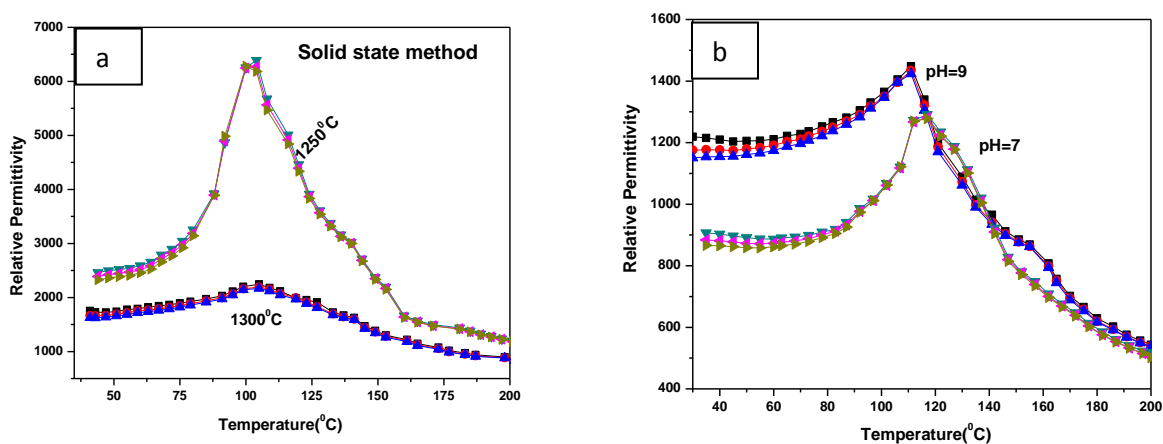 a
Solid state method
7000
6000
5000
4000
3000
2000
1000
Relative Permittivity
1250⁰C
1300⁰C
50 75 100 125 150 175 200
Temperature(⁰C)
b
1600
1400
1200
1000
800
600
400
Relative Permittivity
pH=9
pH=7
40 60 80 100 120 140 160 180 200
Temperature(⁰C)